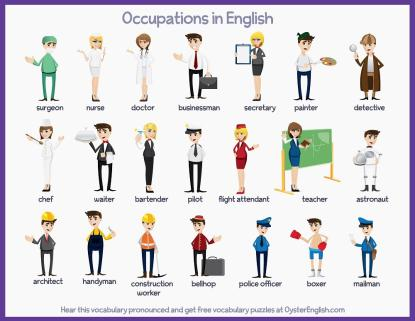 Occupations in English
surgeon nurse doctor businessman secretary painter detective
chef waiter bartender pilot flight attendant teacher astronaut
architect handyman construction worker bellhop police officer boxer mailman
Hear this vocabulary pronounced and get free vocabulary puzzles at OysterEnglish.com